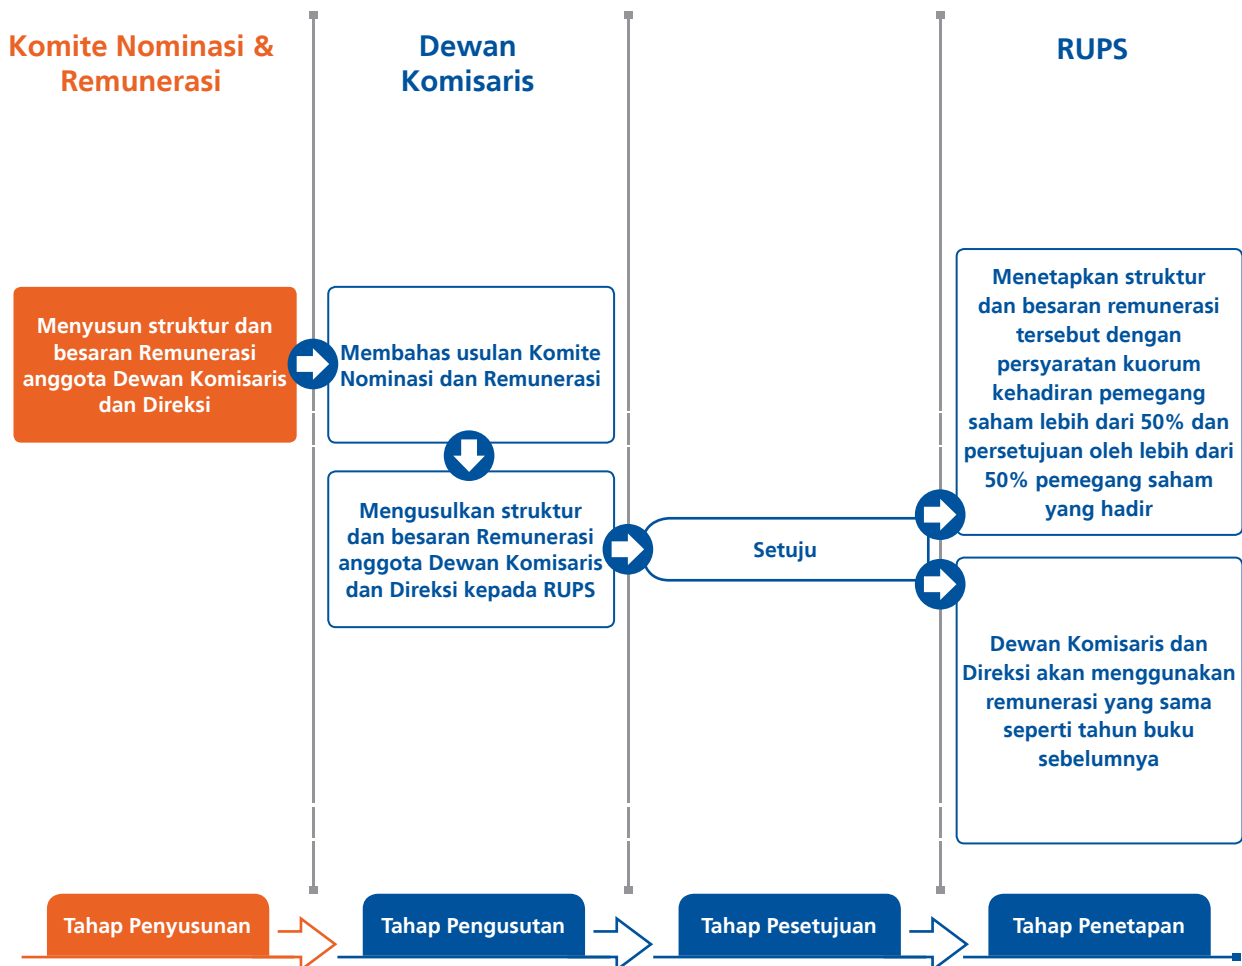 Komite Nominasi &
Remunerasi
Dewan
Komisaris
RUPS
Menyusun struktur dan
besaran Remunerasi
anggota Dewan Komisaris
dan Direksi
Membahas usulan Komite
Nominasi dan Remunerasi
Mengusulkan struktur
dan besaran Remunerasi
anggota Dewan Komisaris
dan Direksi kepada RUPS
Setuju
Menetapkan struktur
dan besaran remunerasi
tersebut dengan
persyaratan kuorum
kehadiran pemegang
saham lebih dari 50% dan
persetujuan oleh lebih dari
50% pemegang saham
yang hadir
Dewan Komisaris dan
Direksi akan menggunakan
remunerasi yang sama
seperti tahun buku
sebelumnya
Tahap Penyusunan
Tahap Pengusutan
Tahap Pesetujuan
Tahap Penetapan